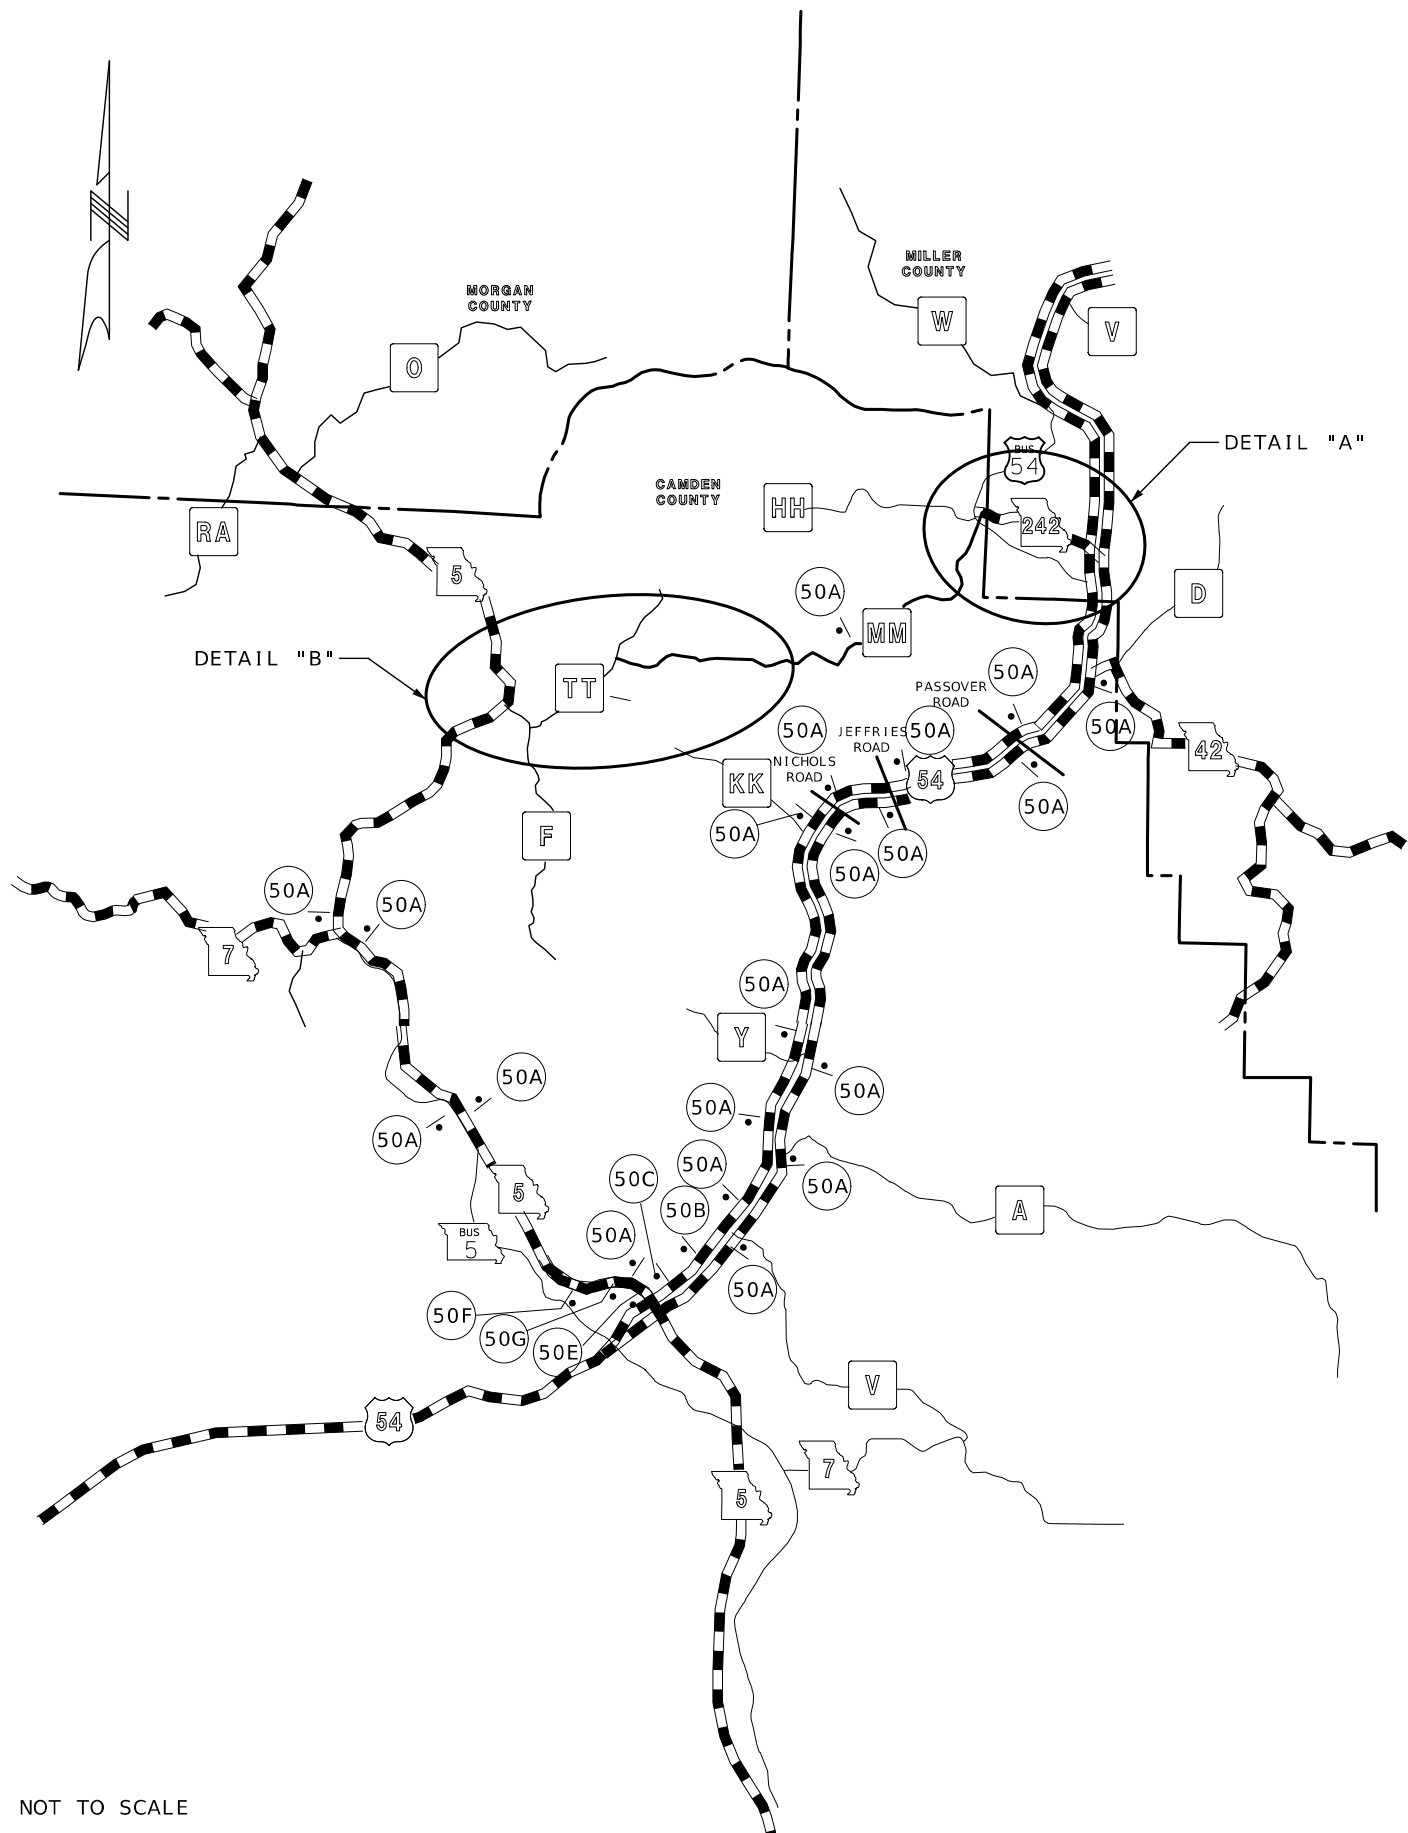 N
MILLER
COUNTY
MORGAN
COUNTY
W
V
O
DETAIL "A"
BUS
54
CAMDEN
COUNTY
HH
242
RA
5
50A
D
MM
DETAIL "B"
TT
50A
PASSOVER
ROAD
50A
JEFFRIES
ROAD
50A
50A
42
NICHOLS
ROAD
KK
54
50A
F
50A
50A
50A
50A
50A
7
50A
Y
50A
50A
50A
50A
50A
50C
50A
A
5
50B
BUS
5
50A
50A
50F
50G
50E
V
54
7
5
NOT TO SCALE